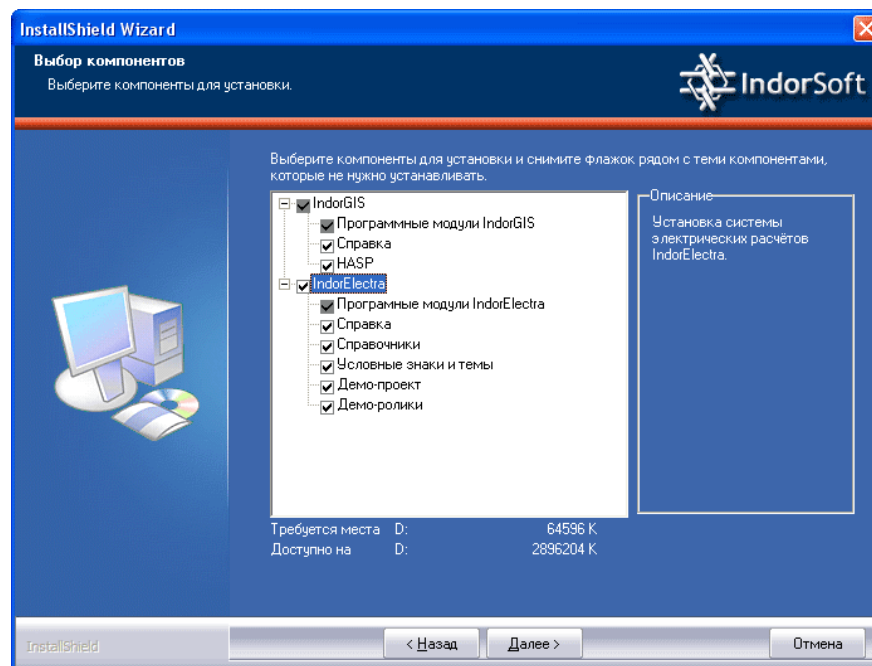 InstallShield Wizard
Выбор компонентов
Выберите компоненты для установки.
IndorSoft
Выберите компоненты для установки и снимите флажок рядом с теми компонентами,
которые не нужно устанавливать.
IndorGIS
Программные модули IndorGIS
Справка
HASP
IndorElectra
Програмные модули IndorElectra
Справка
Справочники
Условные знаки и темы
Демо-проект
Демо-ролики
Описание
Установка системы
электрических расчётов
IndorElectra.
Требуется места D: 64596 K
Доступно на D: 2896204 K
InstallShield
< Назад
Далее >
Отмена